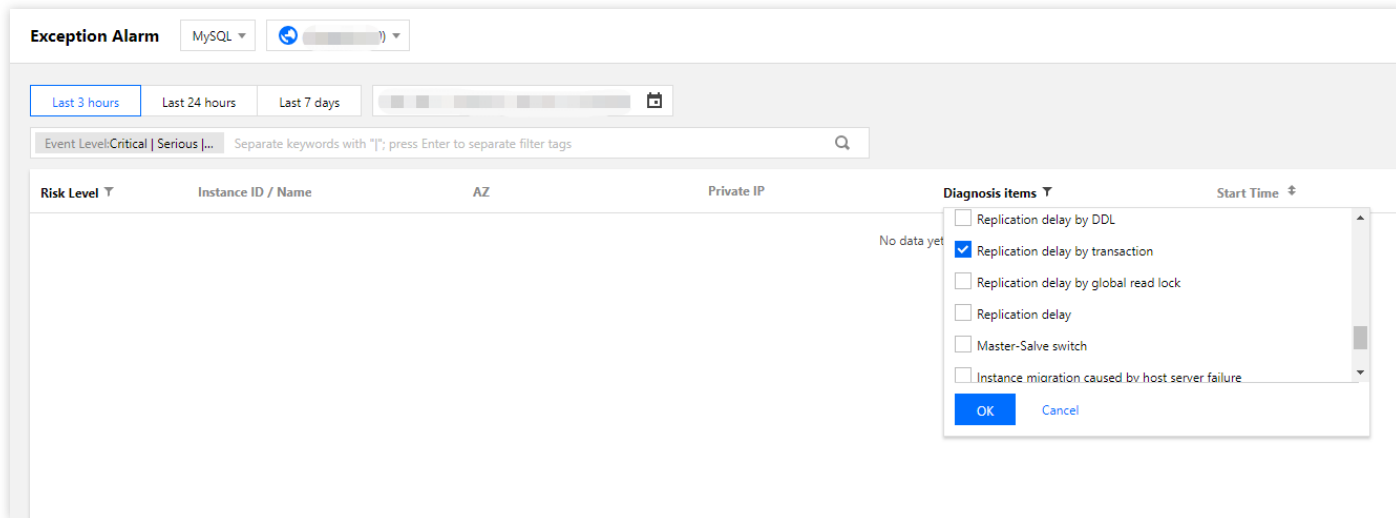 Exception Alarm MySQL
Last 3 hours Last 24 hours Last 7 days
Event Level:Critical | Serious |... Separate keywords with "|"; press Enter to separate filter tags
Risk Level Instance ID / Name AZ Private IP Diagnosis items Start Time
No data yet
Replication delay by DDL
Replication delay by transaction
Replication delay by global read lock
Replication delay
Master-Salve switch
Instance migration caused by host server failure
OK Cancel